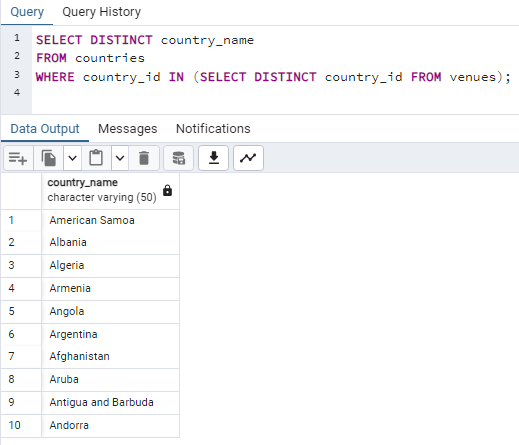 Query Query History
1 SELECT DISTINCT country_name
2 FROM countries
3 WHERE country_id IN (SELECT DISTINCT country_id FROM venues);
4
Data Output Messages Notifications
country_name
character varying (50)
1 American Samoa
2 Albania
3 Algeria
4 Armenia
5 Angola
6 Argentina
7 Afghanistan
8 Aruba
9 Antigua and Barbuda
10 Andorra